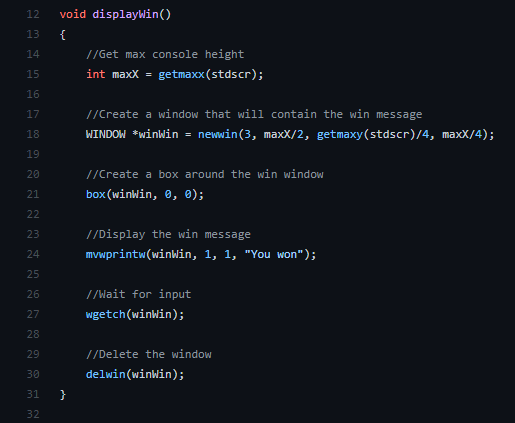 12 void displayWin()
13 {
14     //Get max console height
15     int maxX = getmaxx(stdscr);
16
17     //Create a window that will contain the win message
18     WINDOW *winWin = newwin(3, maxX/2, getmaxy(stdscr)/4, maxX/4);
19
20     //Create a box around the win window
21     box(winWin, 0, 0);
22
23     //Display the win message
24     mvwprintw(winWin, 1, 1, "You won");
25
26     //Wait for input
27     wgetch(winWin);
28
29     //Delete the window
30     delwin(winWin);
31 }
32